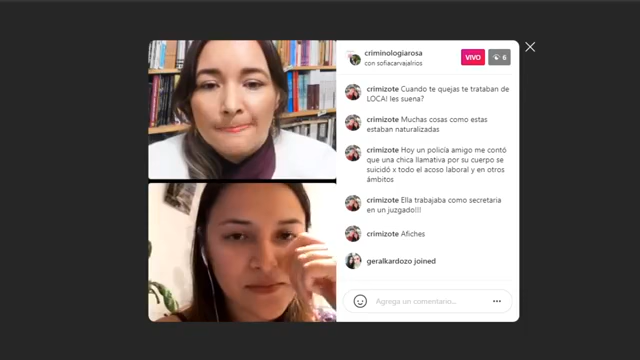 criminologiarosa
con sofiacarvajalrios
VIVO
6
crimizote Cuando te quejas te trataban de
LOCA! les suena?
crimizote Muchas cosas como estas
estaban naturalizadas
crimizote Hoy un policía amigo me contó
que una chica llamativa por su cuerpo se
suicidó x todo el acoso laboral y en otros
ámbitos
crimizote Ella trabajaba como secretaria
en un juzgado!!!
crimizote Afiches
geralkardozo joined
Agrega un comentario...